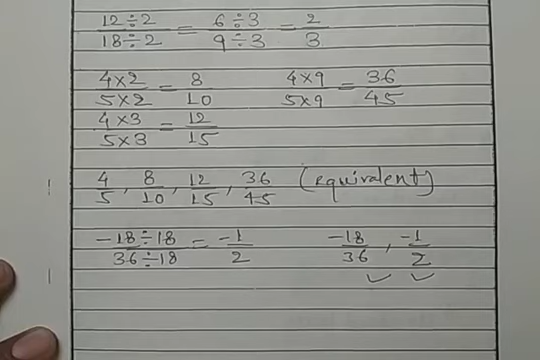 12÷2/18÷2 = 6÷3/9÷3 = 2/3
4×2/5×2 = 8/10 4×9/5×9 = 36/45
4×3/5×3 = 12/15
4/5, 8/10, 12/15, 36/45 (equivalent)
-18÷18/36÷18 = -1/2 -18/36, -1/2
✓ ✓